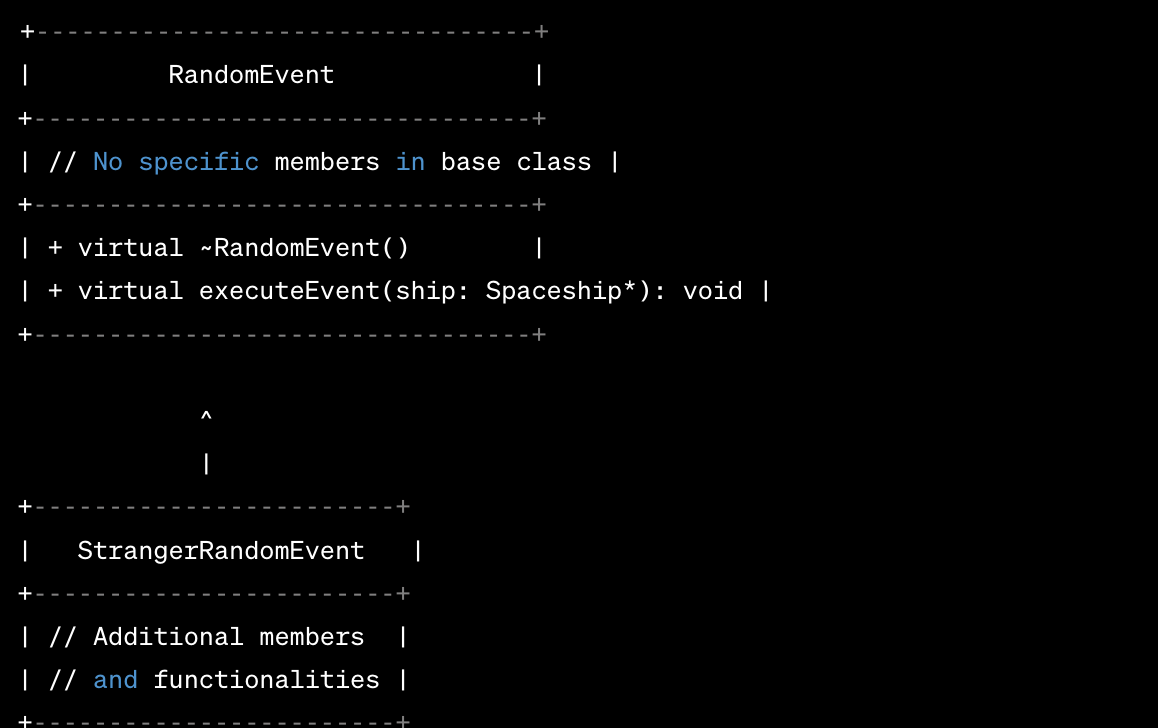 +---------------------------------+
|         RandomEvent             |
+---------------------------------+
| // No specific members in base class |
+---------------------------------+
| + virtual ~RandomEvent()        |
| + virtual executeEvent(ship: Spaceship*): void |
+---------------------------------+
^
|
+------------------------+
|   StrangerRandomEvent   |
+------------------------+
| // Additional members  |
| // and functionalities |
+------------------------+